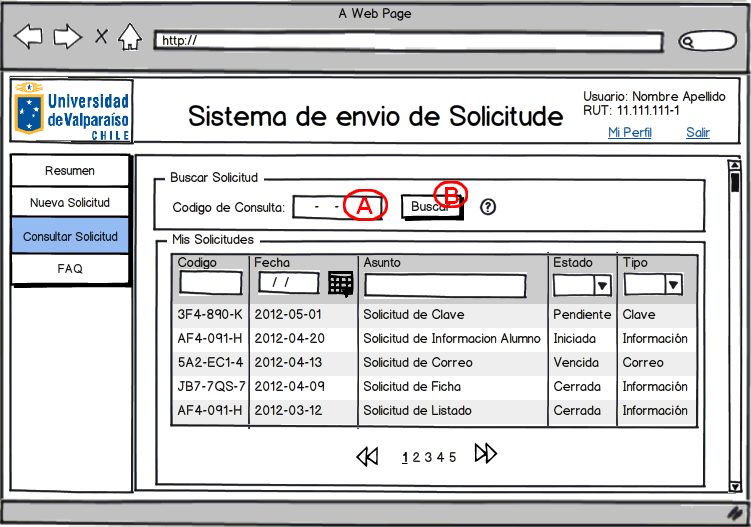 A Web Page
http://
Universidad
de Valparaíso
CHILE
Sistema de envio de Solicitude
Usuario: Nombre Apellido
RUT: 11.111.111-1
Mi Perfil Salir
Resumen
Nueva Solicitud
Consultar Solicitud
FAQ
Buscar Solicitud
Codigo de Consulta: - - A Buscar B ?
Mis Solicitudes
Codigo Fecha Asunto Estado Tipo
/ /
3F4-890-K 2012-05-01 Solicitud de Clave Pendiente Clave
AF4-091-H 2012-04-20 Solicitud de Informacion Alumno Iniciada Información
5A2-EC1-4 2012-04-13 Solicitud de Correo Vencida Correo
JB7-7QS-7 2012-04-09 Solicitud de Ficha Cerrada Información
AF4-091-H 2012-03-12 Solicitud de Listado Cerrada Información
1 2 3 4 5